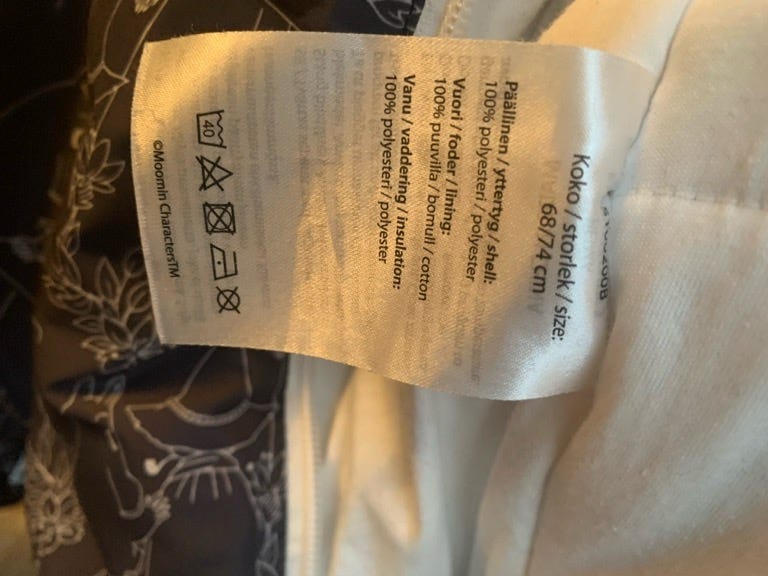 Koko / storlek / size:
68/74 cm
Päällinen / yttertyg / shell:
100% polyesteri / polyester
Vuori / foder / lining:
100% puuvilla / bomull / cotton
Vanu / vaddering / insulation:
100% polyesteri / polyester
40
©Moomin Characters™